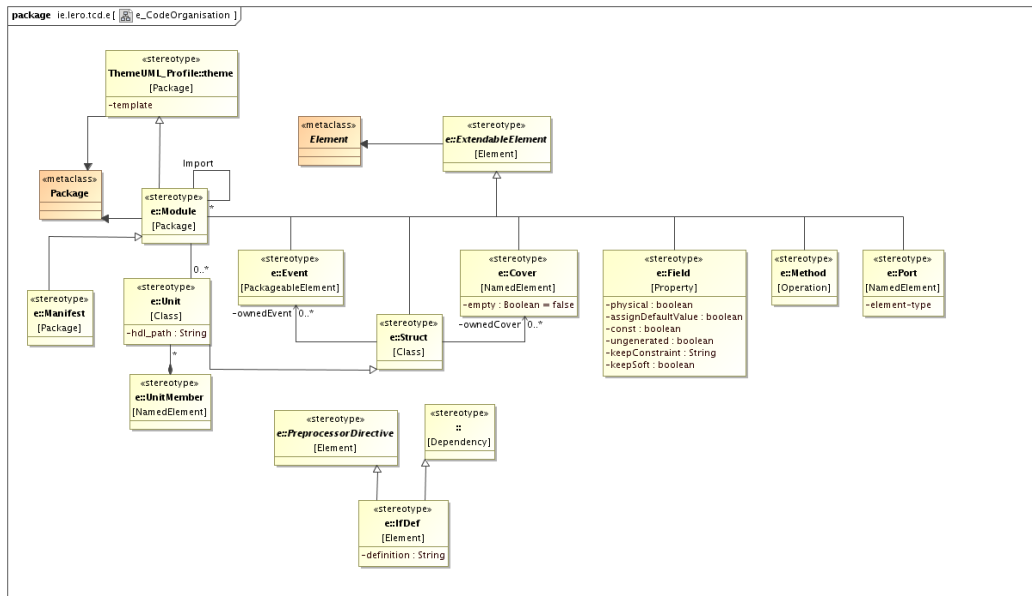 package ie.lero.tcd.e [ e_CodeOrganisation ]
«stereotype»
ThemeUML_Profile::theme
[Package]
-template
«metaclass»
Element
«stereotype»
e::ExtendableElement
[Element]
«metaclass»
Package
Import
*
«stereotype»
e::Module
[Package]
0..*
«stereotype»
e::Manifest
[Package]
«stereotype»
e::Unit
[Class]
-hdl_path : String
*
«stereotype»
e::UnitMember
[NamedElement]
«stereotype»
e::Event
[PackageableElement]
-ownedEvent
0..*
«stereotype»
e::Struct
[Class]
«stereotype»
e::Cover
[NamedElement]
-empty : Boolean = false
-ownedCover
0..*
«stereotype»
e::Field
[Property]
-physical : boolean
-assignDefaultValue : boolean
-const : boolean
-ungenerated : boolean
-keepConstraint : String
-keepSoft : boolean
«stereotype»
e::Method
[Operation]
«stereotype»
e::Port
[NamedElement]
-element-type
«stereotype»
e::PreprocessorDirective
[Element]
«stereotype»
::
[Dependency]
«stereotype»
e::IfDef
[Element]
-definition : String